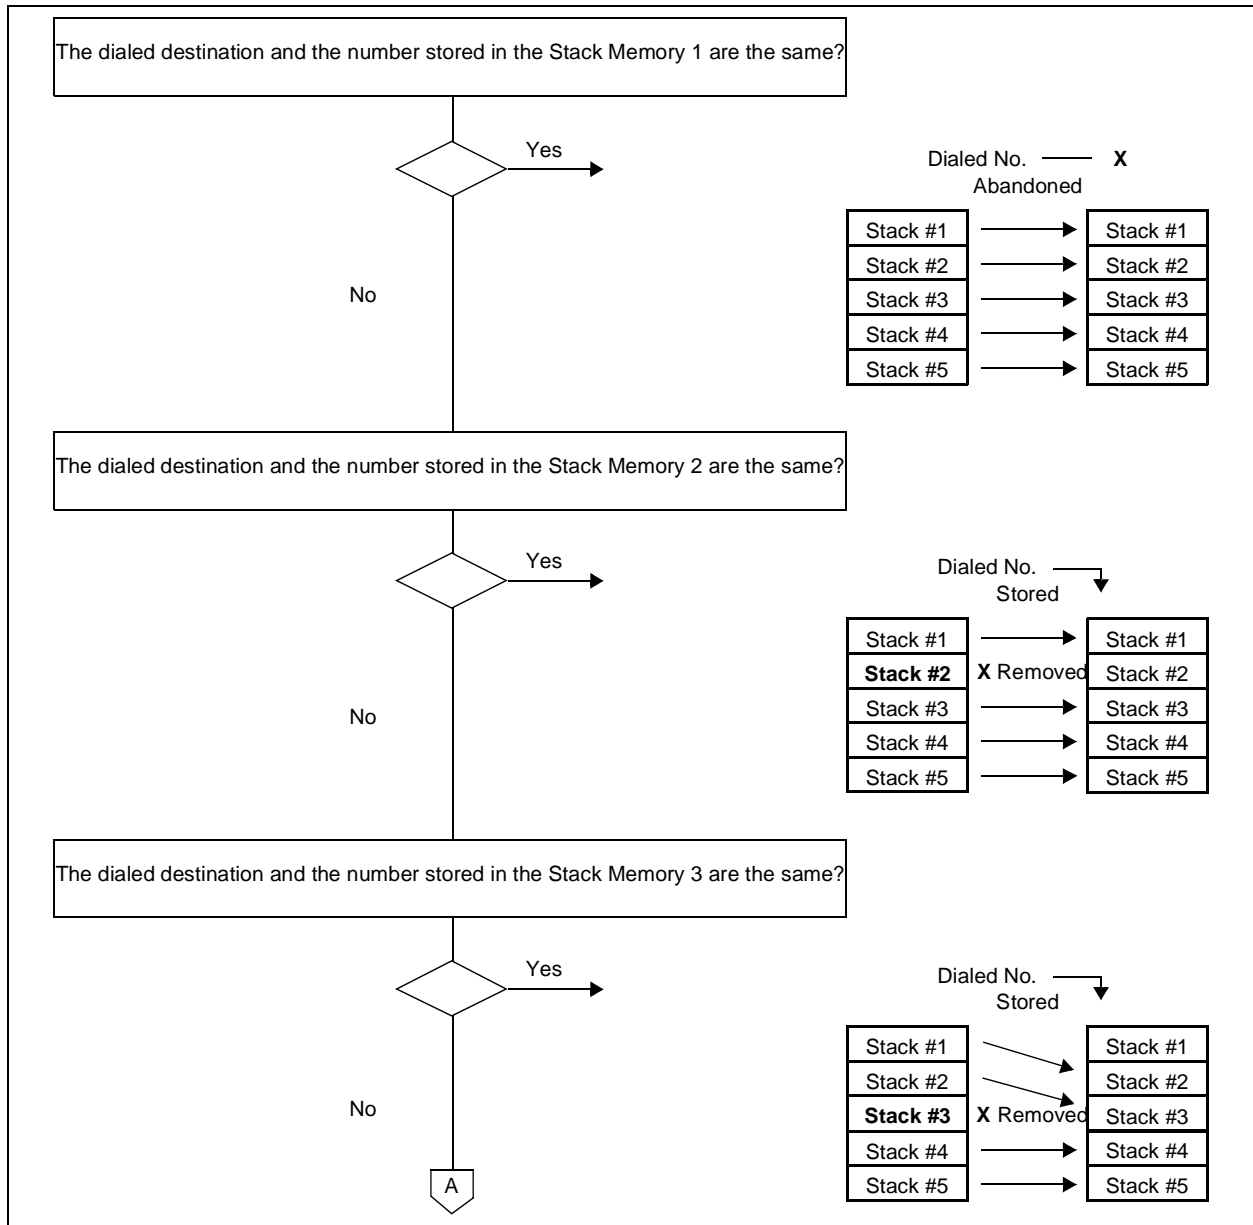 The dialed destination and the number stored in the Stack Memory 1 are the same?
Yes
No
Dialed No. X
Abandoned
Stack #1 Stack #1
Stack #2 Stack #2
Stack #3 Stack #3
Stack #4 Stack #4
Stack #5 Stack #5
The dialed destination and the number stored in the Stack Memory 2 are the same?
Yes
No
Dialed No.
Stored
Stack #1 Stack #1
Stack #2 X Removed Stack #2
Stack #3 Stack #3
Stack #4 Stack #4
Stack #5 Stack #5
The dialed destination and the number stored in the Stack Memory 3 are the same?
Yes
No
Dialed No.
Stored
Stack #1 Stack #1
Stack #2 Stack #2
Stack #3 X Removed Stack #3
Stack #4 Stack #4
Stack #5 Stack #5
A